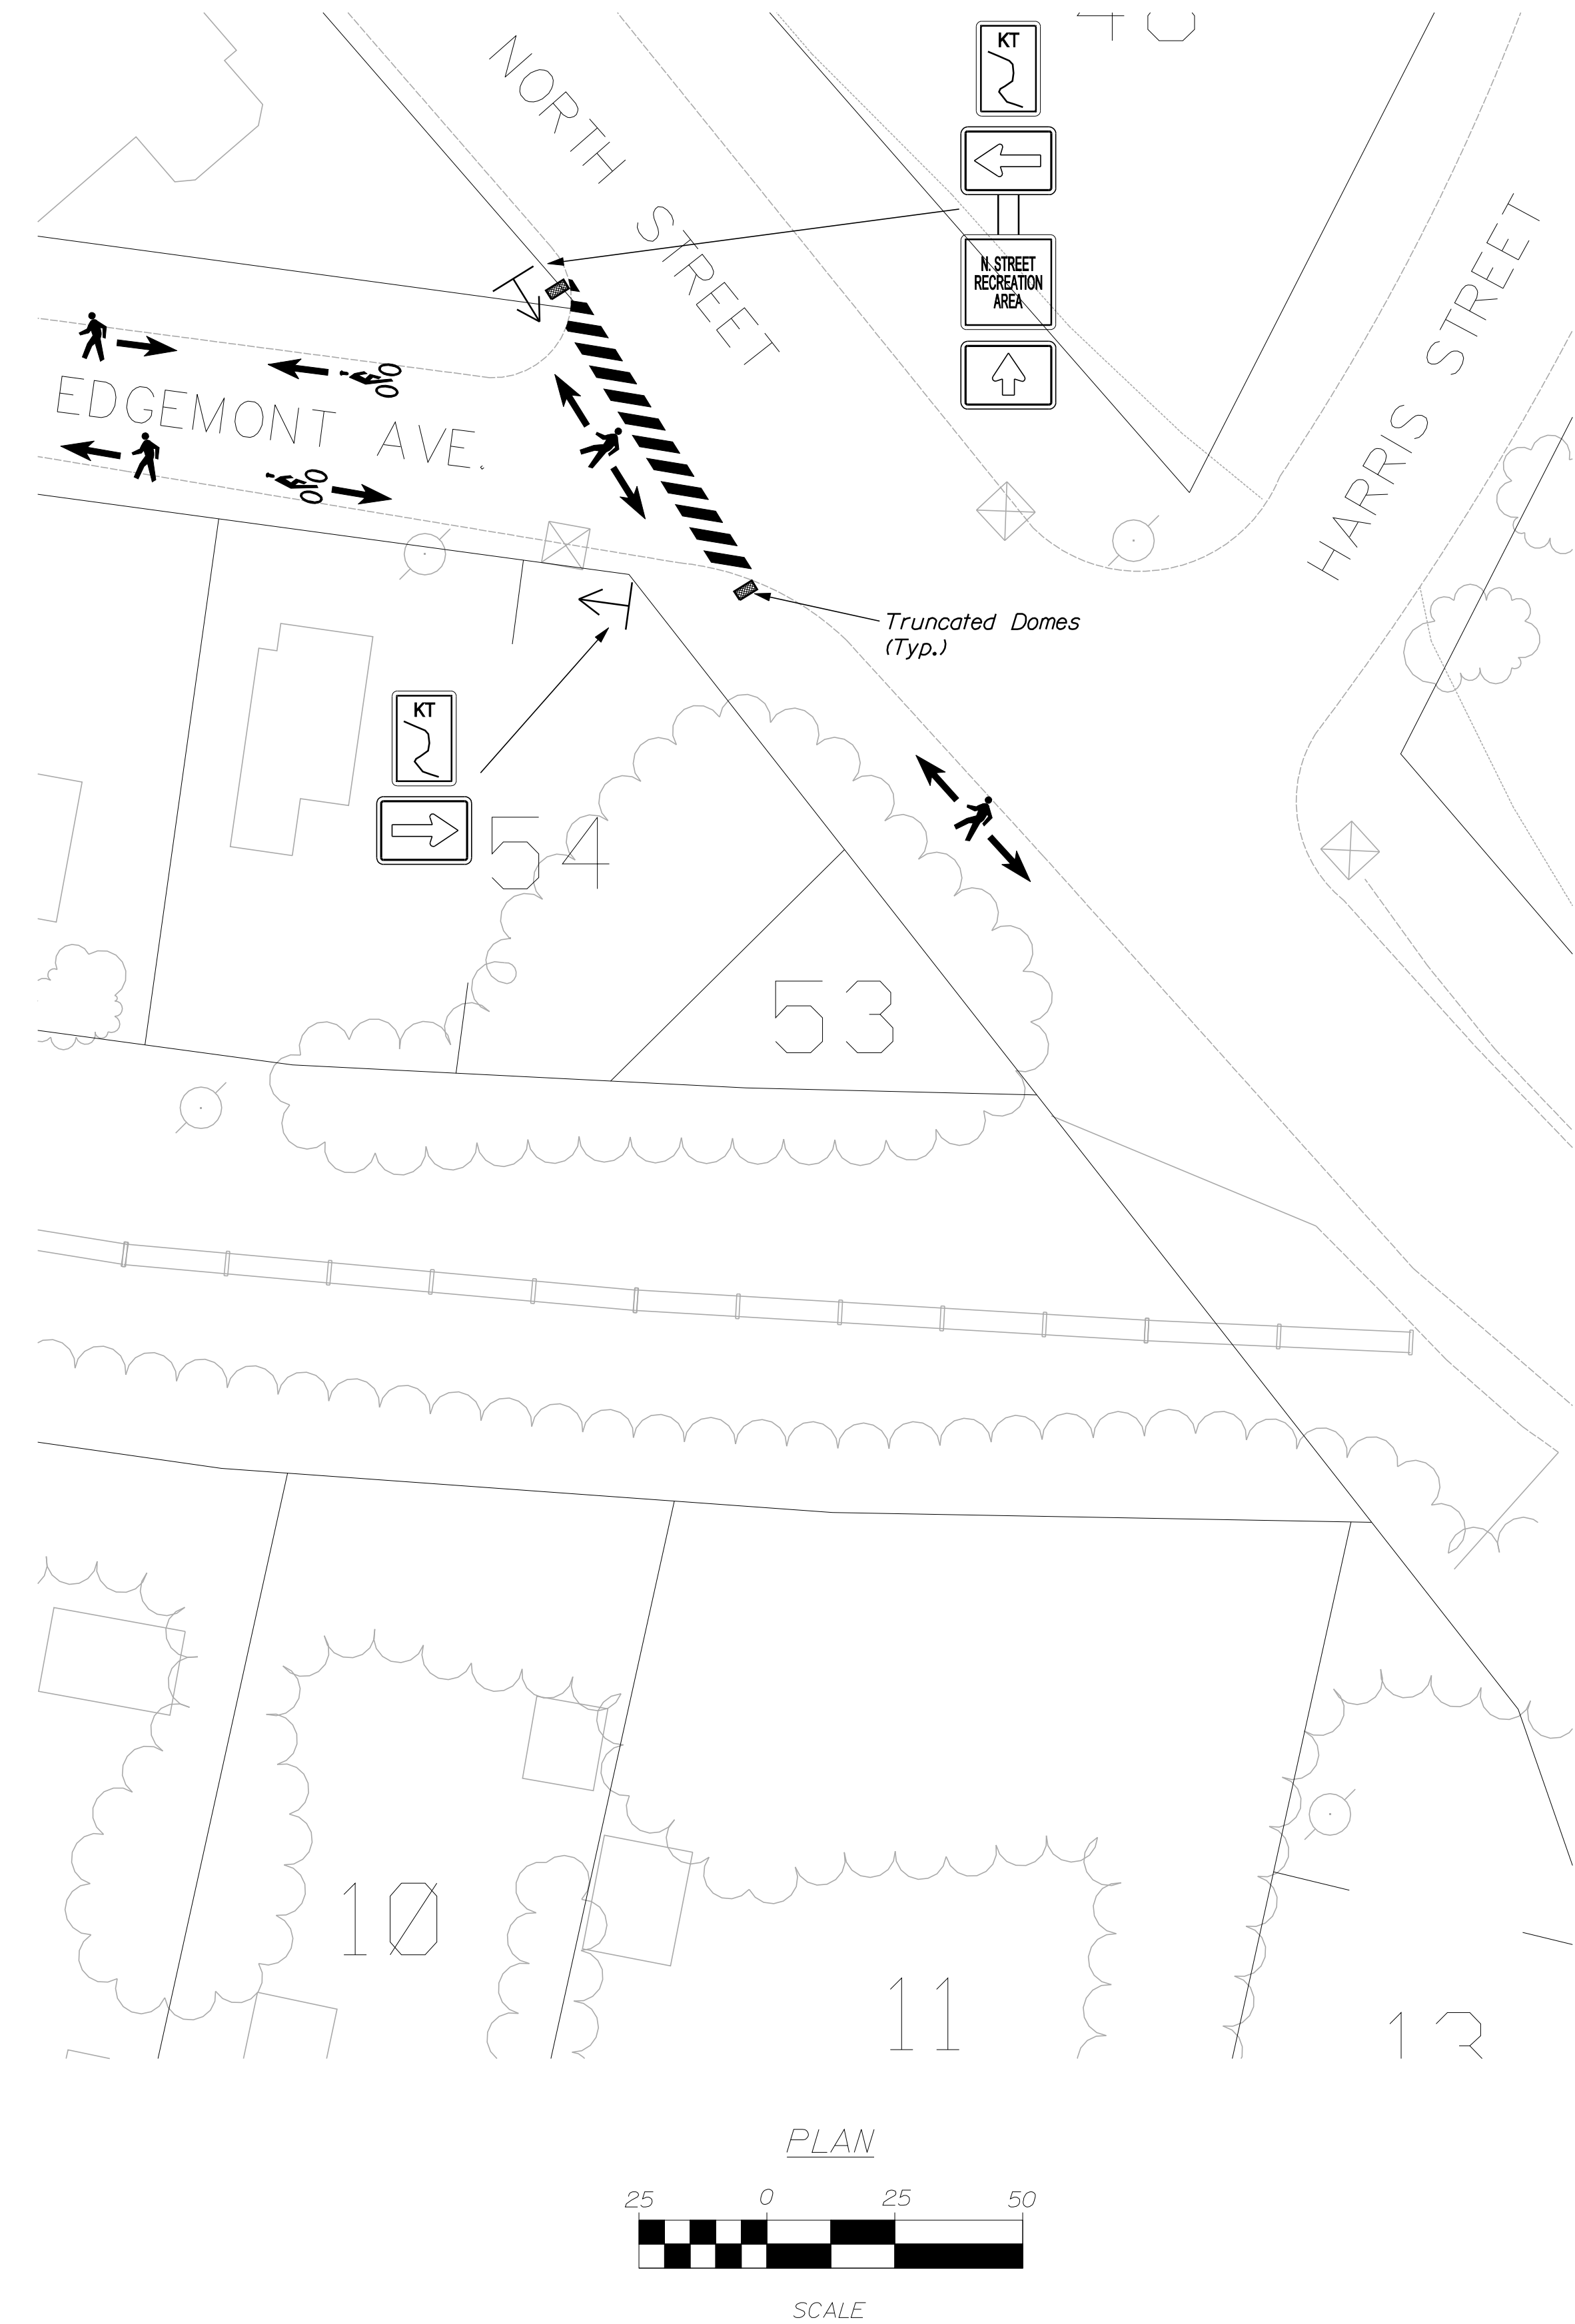 KT
NORTH STREET
N. STREET
RECREATION
AREA
HARRIS STREET
EDGEMONT AVE.
Truncated Domes
(Typ.)
KT
54
53
10
11
PLAN
25 0 25 50
SCALE